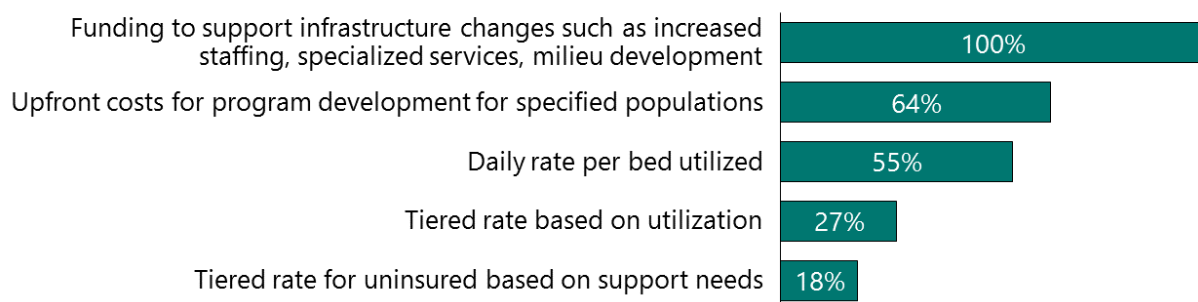 Funding to support infrastructure changes such as increased
staffing, specialized services, milieu development
100%
Upfront costs for program development for specified populations
64%
Daily rate per bed utilized
55%
Tiered rate based on utilization
27%
Tiered rate for uninsured based on support needs
18%